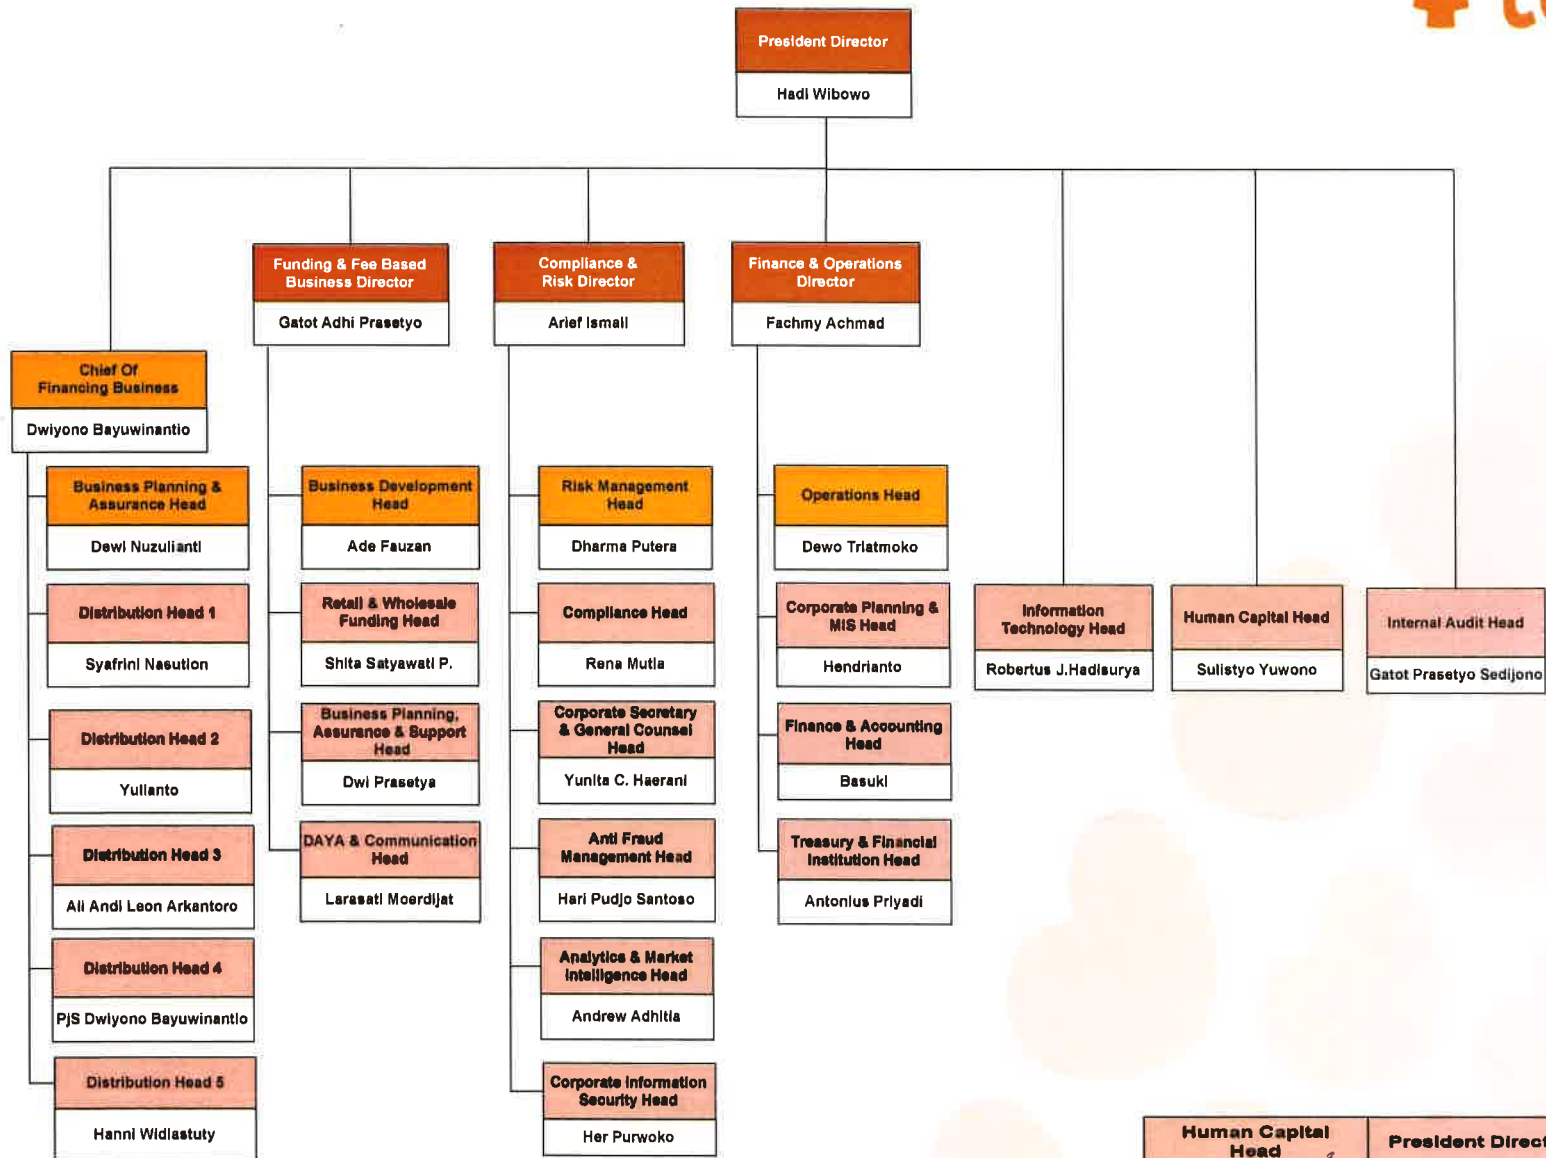 President Director
Hadi Wibowo
Funding & Fee Based
Business Director
Gatot Adhi Prasetyo
Compliance &
Risk Director
Arief Ismail
Finance & Operations
Director
Fachmy Achmad
Chief Of
Financing Business
Dwiyono Bayuwinantio
Business Planning &
Assurance Head
Dewi Nuzulianti
Distribution Head 1
Syafrini Nasution
Distribution Head 2
Yulianto
Distribution Head 3
Ali Andi Leon Arkantoro
Distribution Head 4
PjS Dwiyono Bayuwinantio
Distribution Head 5
Hanni Widiastuty
Business Development
Head
Ade Fauzan
Retail & Wholesale
Funding Head
Shita Satyawati P.
Business Planning,
Assurance & Support
Head
Dwi Prasetya
DAYA & Communication
Head
Larasati Moerdijat
Risk Management
Head
Dharma Putera
Compliance Head
Rena Mutia
Corporate Secretary
& General Counsel
Head
Yunita C. Haerani
Anti Fraud
Management Head
Hari Pudjo Santoso
Analytics & Market
Intelligence Head
Andrew Adhitia
Corporate Information
Security Head
Her Purwoko
Operations Head
Dewo Triatmoko
Corporate Planning &
MIS Head
Hendrianto
Finance & Accounting
Head
Basuki
Treasury & Financial
Institution Head
Antonius Priyadi
Information
Technology Head
Robertus J.Hadisurya
Human Capital Head
Sulistyo Yuwono
Internal Audit Head
Gatot Prasetyo Sedijono
Human Capital
Head
President Direct